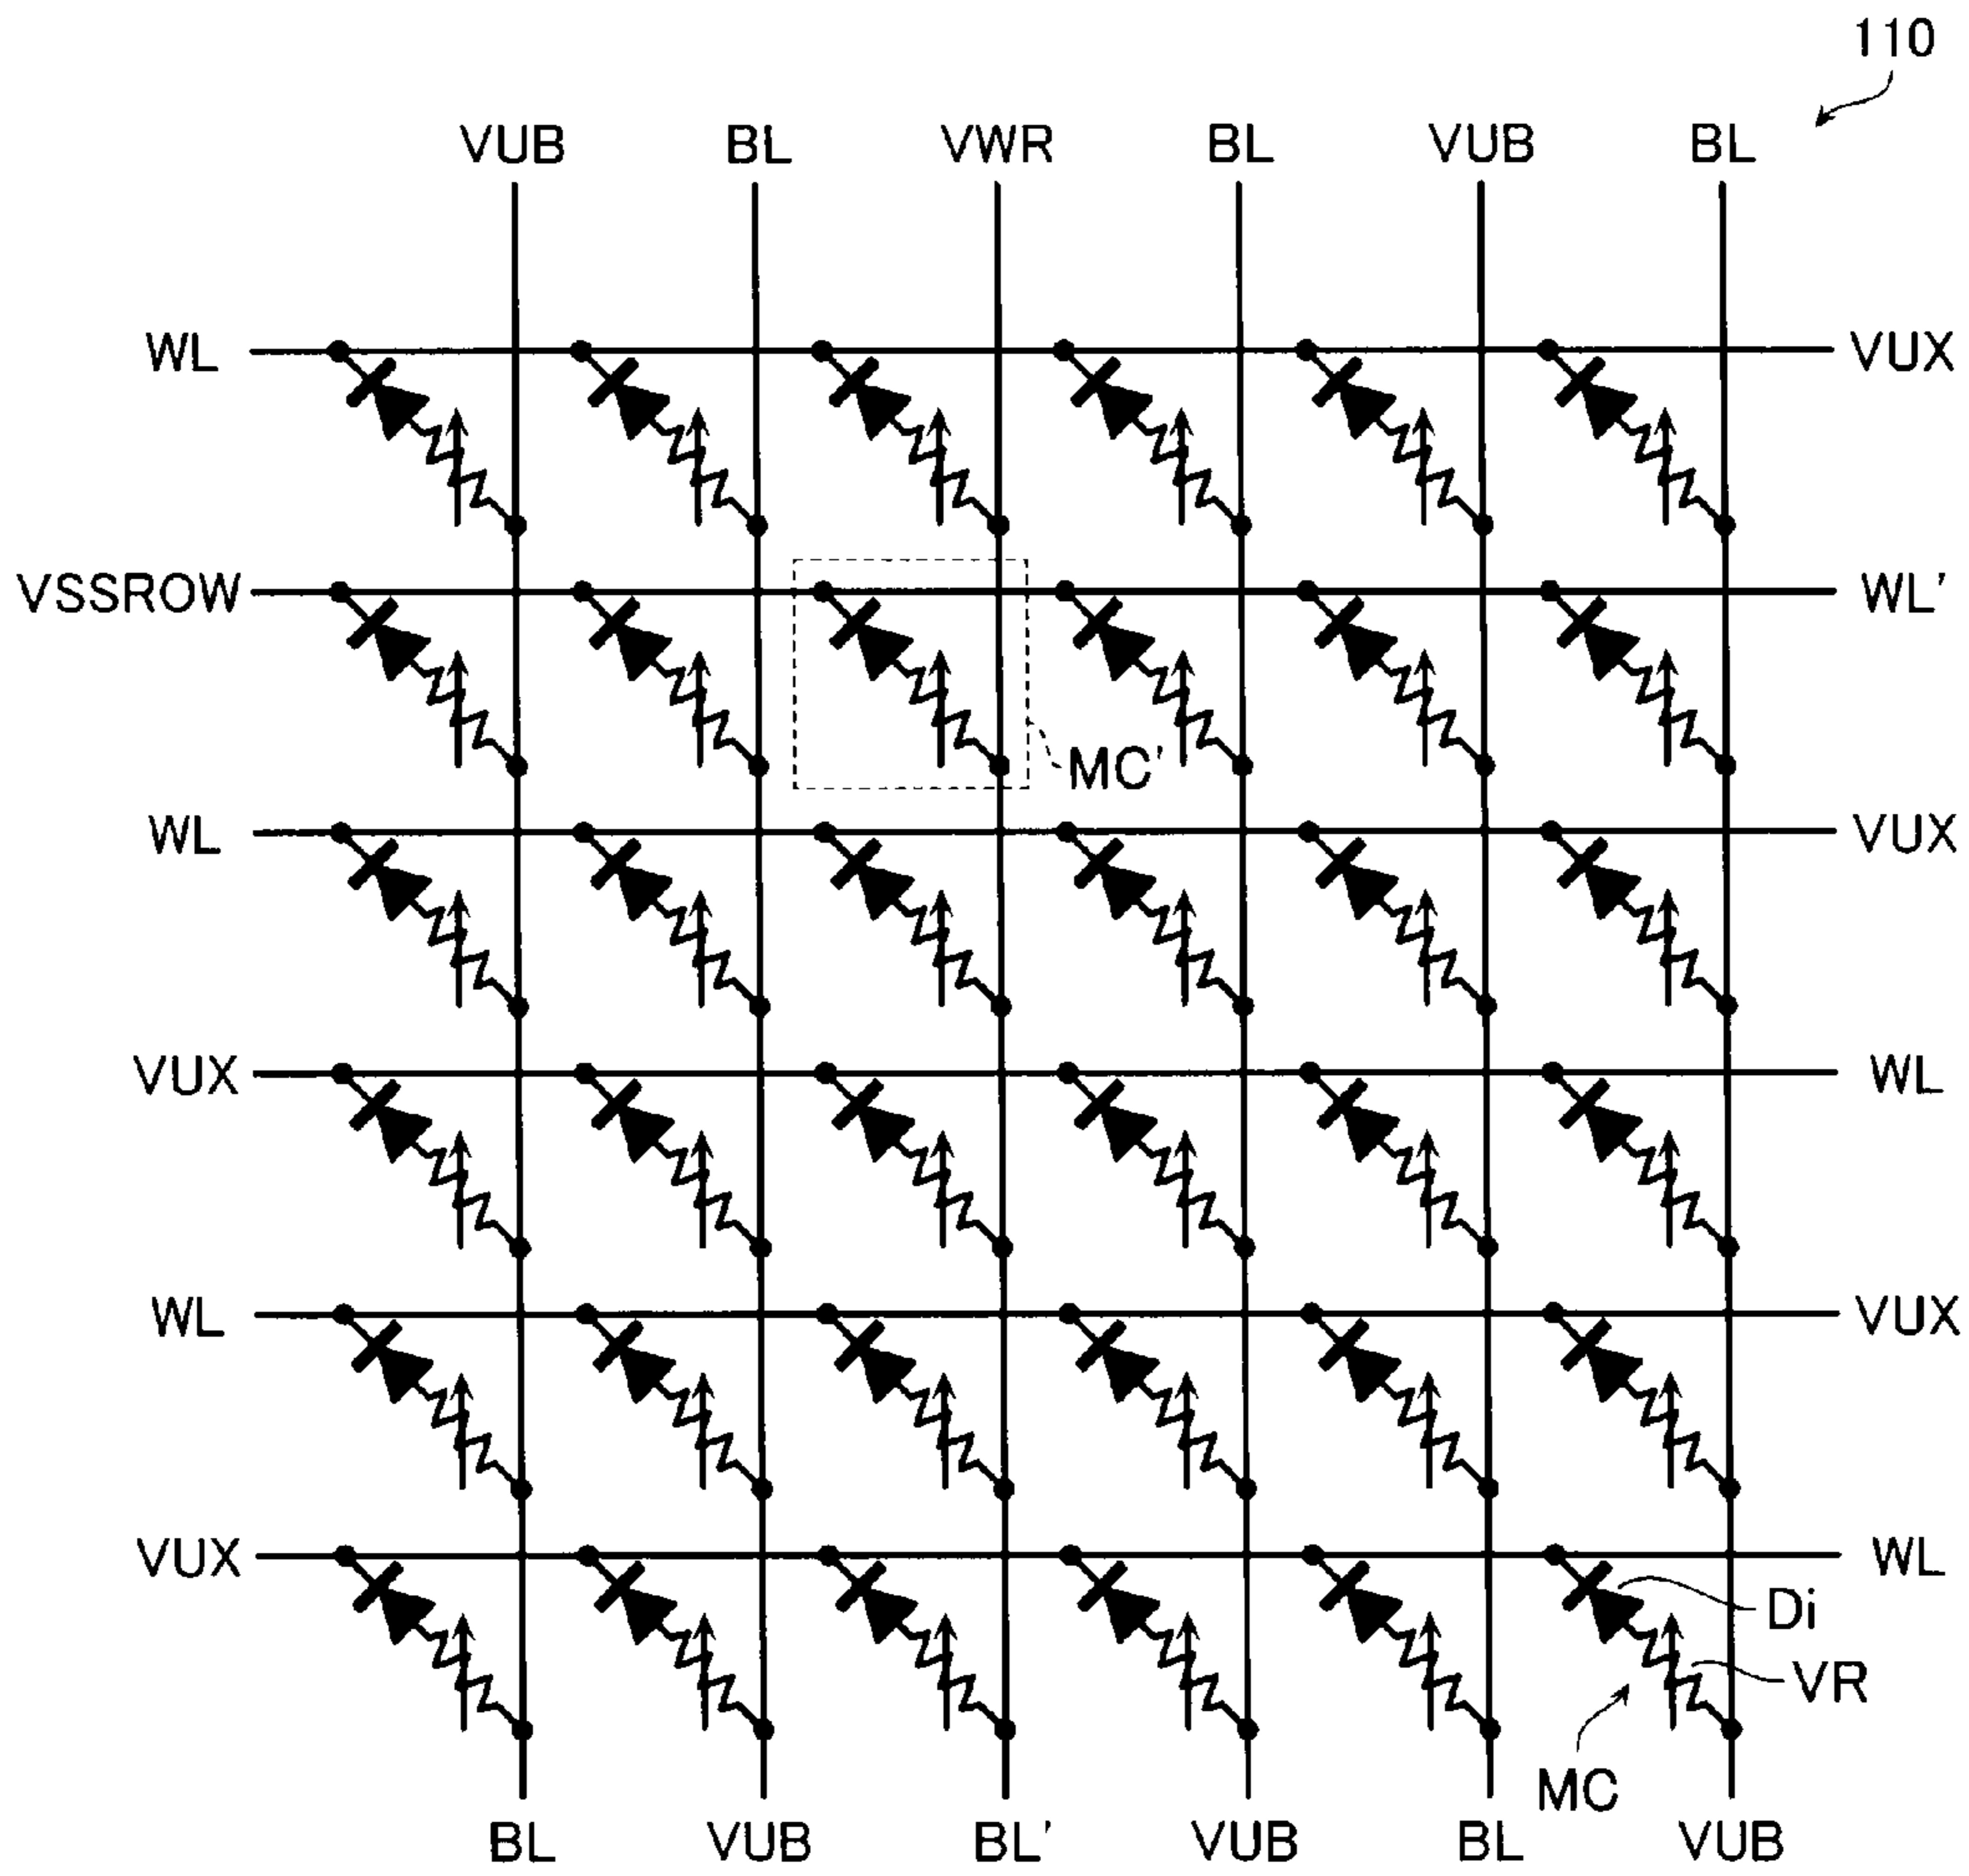 110
VUB BL VWR BL VUB BL
WL VUX
VSSROW WL'
MC'
WL VUX
VUX WL
WL VUX
VUX WL
Di
VR
MC
BL VUB BL' VUB BL VUB